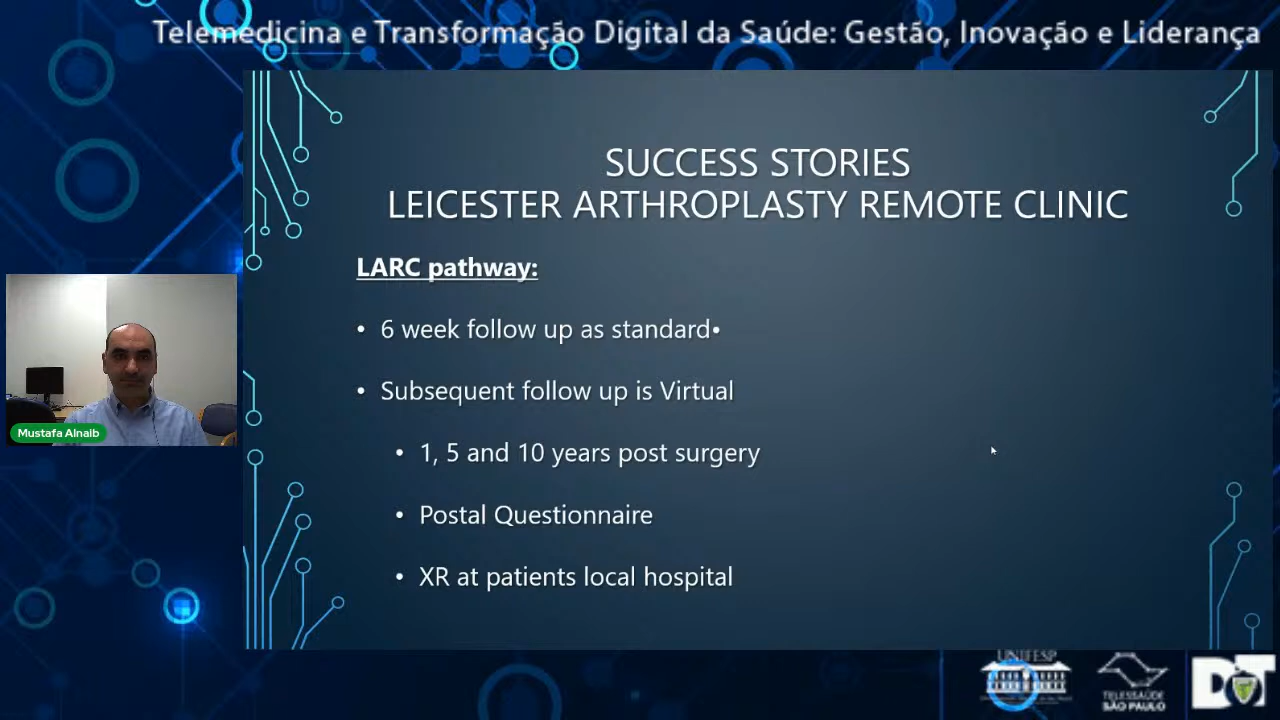 Telemedicina e Transformação Digital da Saúde: Gestão, Inovação e Liderança
SUCCESS STORIES
LEICESTER ARTHROPLASTY REMOTE CLINIC
LARC pathway:
• 6 week follow up as standard•
• Subsequent follow up is Virtual
• 1, 5 and 10 years post surgery
• Postal Questionnaire
• XR at patients local hospital
Mustafa Alnaib
UNIFESP
TELESSAÚDE
SÃO PAULO
DOT